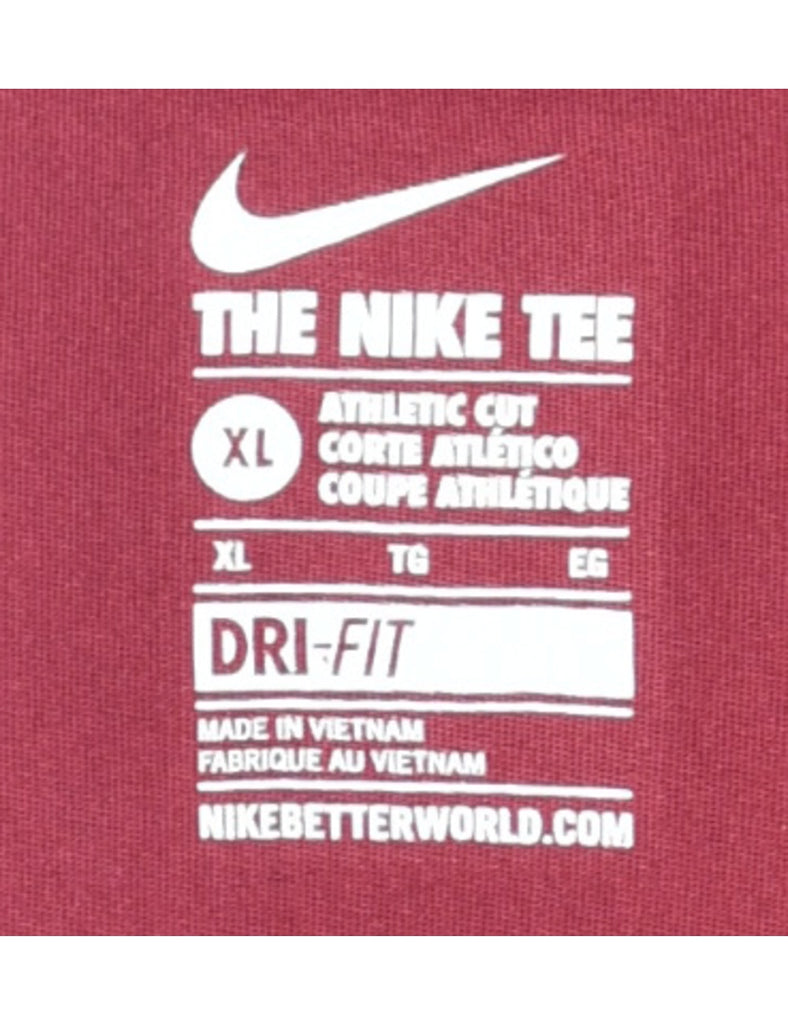 THE NIKE TEE
XL
ATHLETIC CUT
CORTE ATLÉTICO
COUPE ATHLÉTIQUE
XL TG EG
DRI-FIT
MADE IN VIETNAM
FABRIQUE AU VIETNAM
NIKEBETTERWORLD.COM